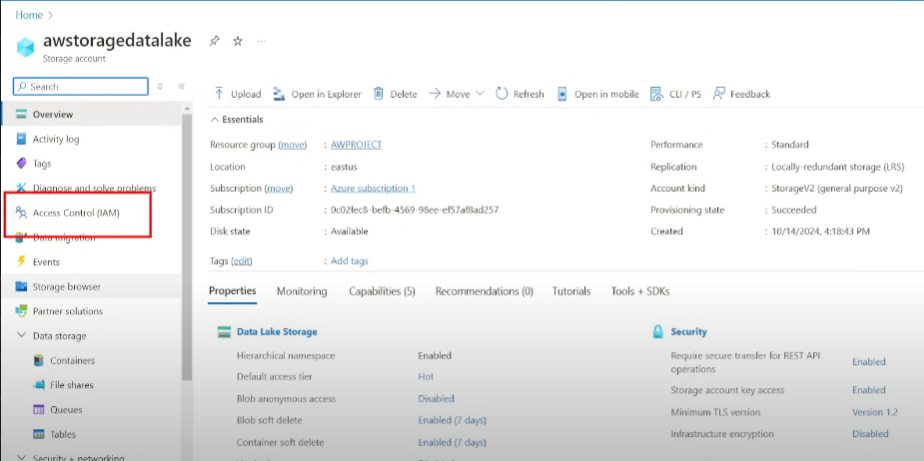 Home >
awstoragedatalake
Storage account
Search
Upload Open in Explorer Delete Move Refresh Open in mobile CLI / PS Feedback
Overview
Activity log
Tags
Diagnose and solve problems
Access Control (IAM)
Data migration
Events
Storage browser
Partner solutions
Data storage
Containers
File shares
Queues
Tables
Security + networking
Essentials
Resource group (move) : AWPROJECT
Location : eastus
Subscription (move) : Azure subscription 1
Subscription ID : 0c02fec8-befb-4569-98ee-ef57af8ad257
Disk state : Available
Tags (edit) : Add tags
Performance : Standard
Replication : Locally-redundant storage (LRS)
Account kind : StorageV2 (general purpose v2)
Provisioning state : Succeeded
Created : 10/14/2024, 4:18:43 PM
Properties Monitoring Capabilities (5) Recommendations (0) Tutorials Tools + SDKs
Data Lake Storage
Hierarchical namespace Enabled
Default access tier Hot
Blob anonymous access Disabled
Blob soft delete Enabled (7 days)
Container soft delete Enabled (7 days)
Security
Require secure transfer for REST API
operations Enabled
Storage account key access Enabled
Minimum TLS version Version 1.2
Infrastructure encryption Disabled